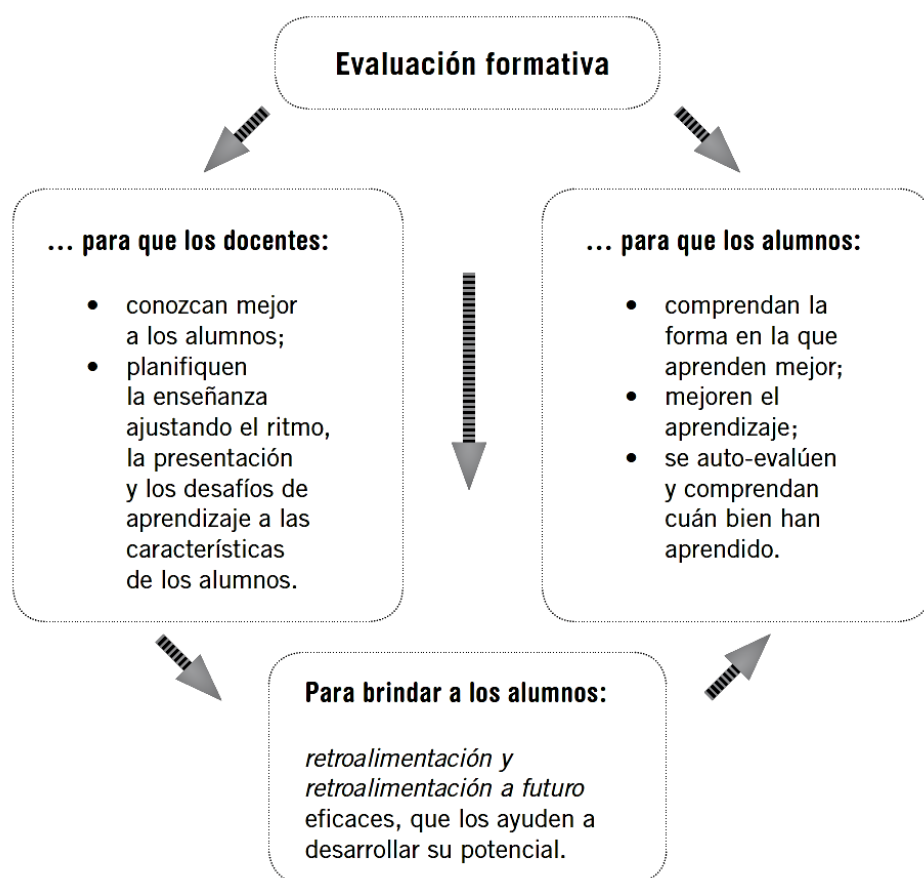 Evaluación formativa
... para que los docentes:
• conozcan mejor
a los alumnos;
• planifiquen
la enseñanza
ajustando el ritmo,
la presentación
y los desafíos de
aprendizaje a las
características
de los alumnos.
... para que los alumnos:
• comprendan la
forma en la que
aprenden mejor;
• mejoren el
aprendizaje;
• se auto-evalúen
y comprendan
cuán bien han
aprendido.
Para brindar a los alumnos:
retroalimentación y
retroalimentación a futuro
eficaces, que los ayuden a
desarrollar su potencial.